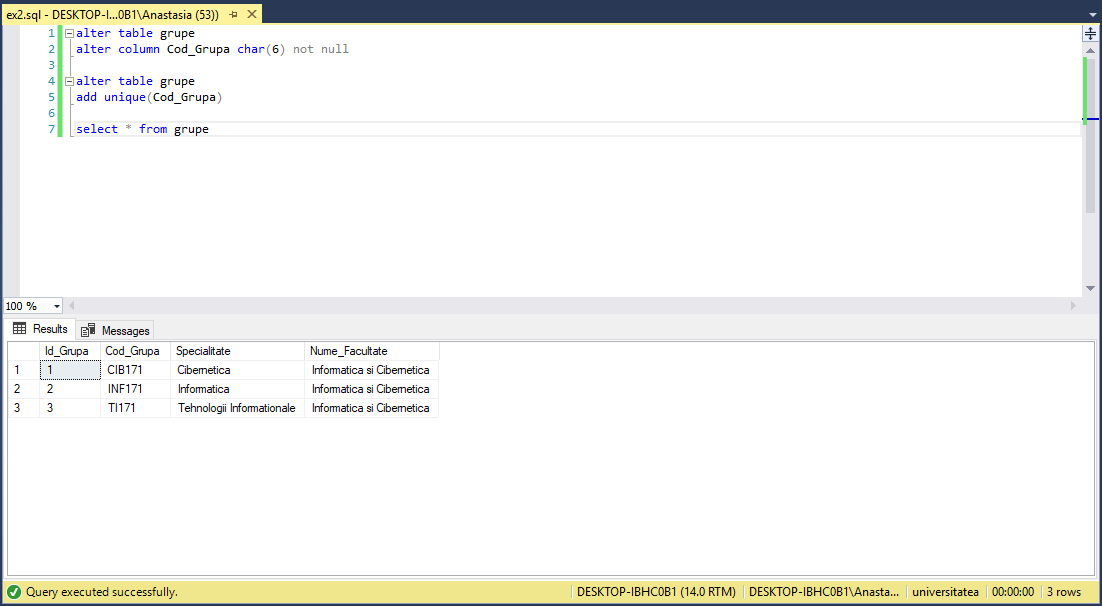 ex2.sql - DESKTOP-I...0B1\Anastasia (53))
1 alter table grupe
2 alter column Cod_Grupa char(6) not null
3
4 alter table grupe
5 add unique(Cod_Grupa)
6
7 select * from grupe
100 %
Results Messages
Id_Grupa Cod_Grupa Specialitate Nume_Facultate
1 1 CIB171 Cibernetica Informatica si Cibernetica
2 2 INF171 Informatica Informatica si Cibernetica
3 3 TI171 Tehnologii Informationale Informatica si Cibernetica
Query executed successfully. DESKTOP-IBHC0B1 (14.0 RTM) DESKTOP-IBHC0B1\Anasta... universitatea 00:00:00 3 rows